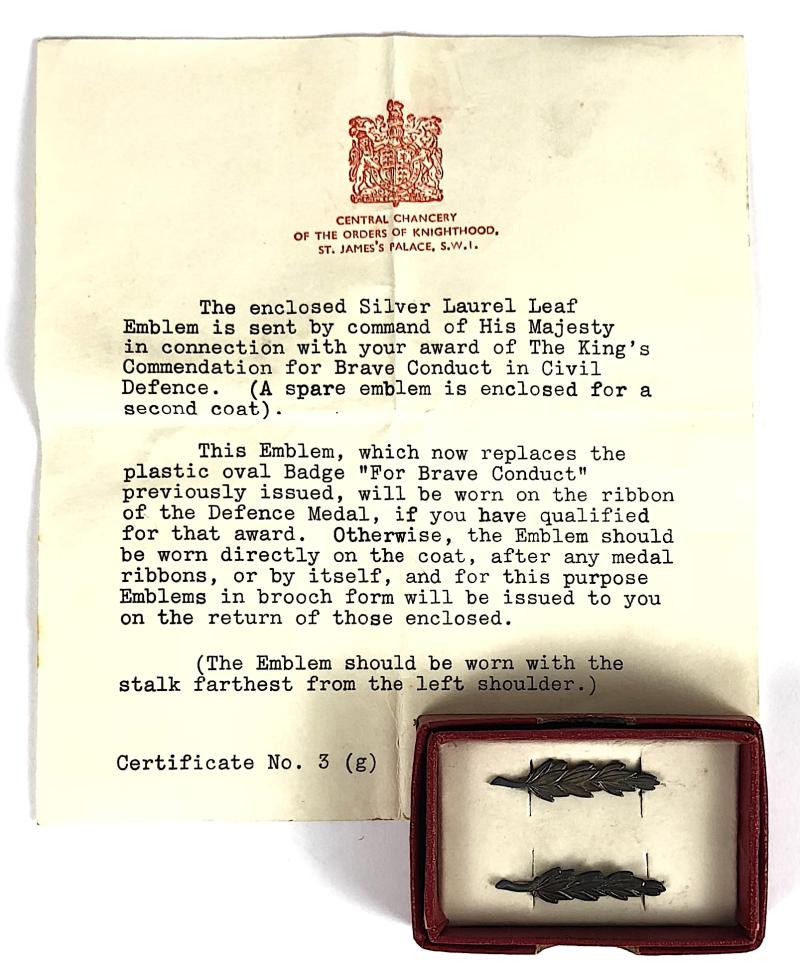 CENTRAL CHANCERY
OF THE ORDERS OF KNIGHTHOOD,
ST. JAMES'S PALACE, S.W.1.
The enclosed Silver Laurel Leaf
Emblem is sent by command of His Majesty
in connection with your award of The King's
Commendation for Brave Conduct in Civil
Defence. (A spare emblem is enclosed for a
second coat).
This Emblem, which now replaces the
plastic oval Badge "For Brave Conduct"
previously issued, will be worn on the ribbon
of the Defence Medal, if you have qualified
for that award. Otherwise, the Emblem should
be worn directly on the coat, after any medal
ribbons, or by itself, and for this purpose
Emblems in brooch form will be issued to you
on the return of those enclosed.
(The Emblem should be worn with the
stalk farthest from the left shoulder.)
Certificate No. 3 (g)